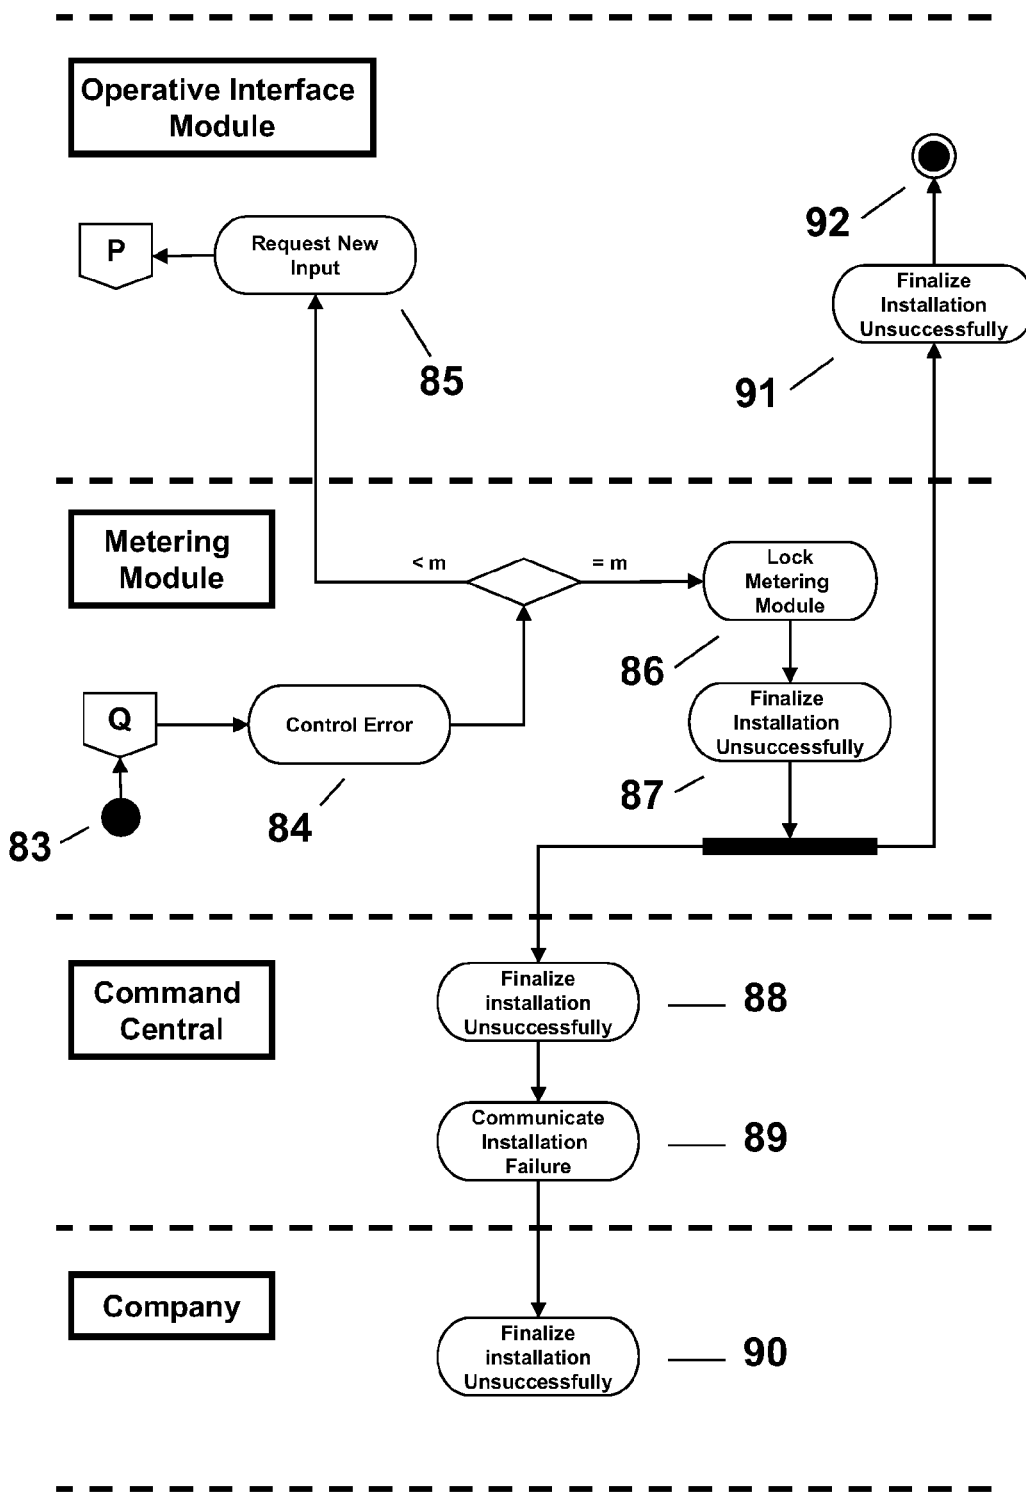 Operative Interface
Module
92
P
Request New
Input
Finalize
Installation
Unsuccessfully
85
91
Metering
Module
< m
= m
Lock
Metering
Module
86
Q
Control Error
Finalize
Installation
Unsuccessfully
87
83
84
Command
Central
Finalize
installation
Unsuccessfully
88
Communicate
Installation
Failure
89
Company
Finalize
installation
Unsuccessfully
90